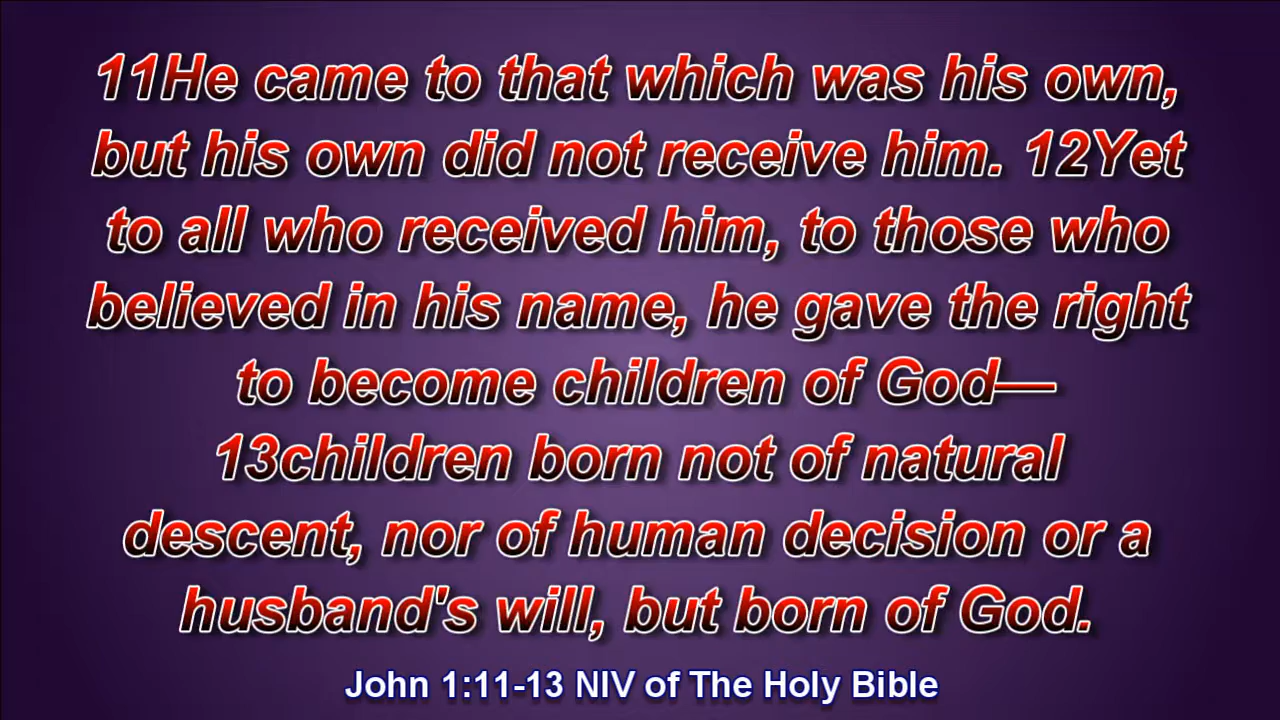 11He came to that which was his own,
but his own did not receive him. 12Yet
to all who received him, to those who
believed in his name, he gave the right
to become children of God—
13children born not of natural
descent, nor of human decision or a
husband's will, but born of God.
John 1:11-13 NIV of The Holy Bible